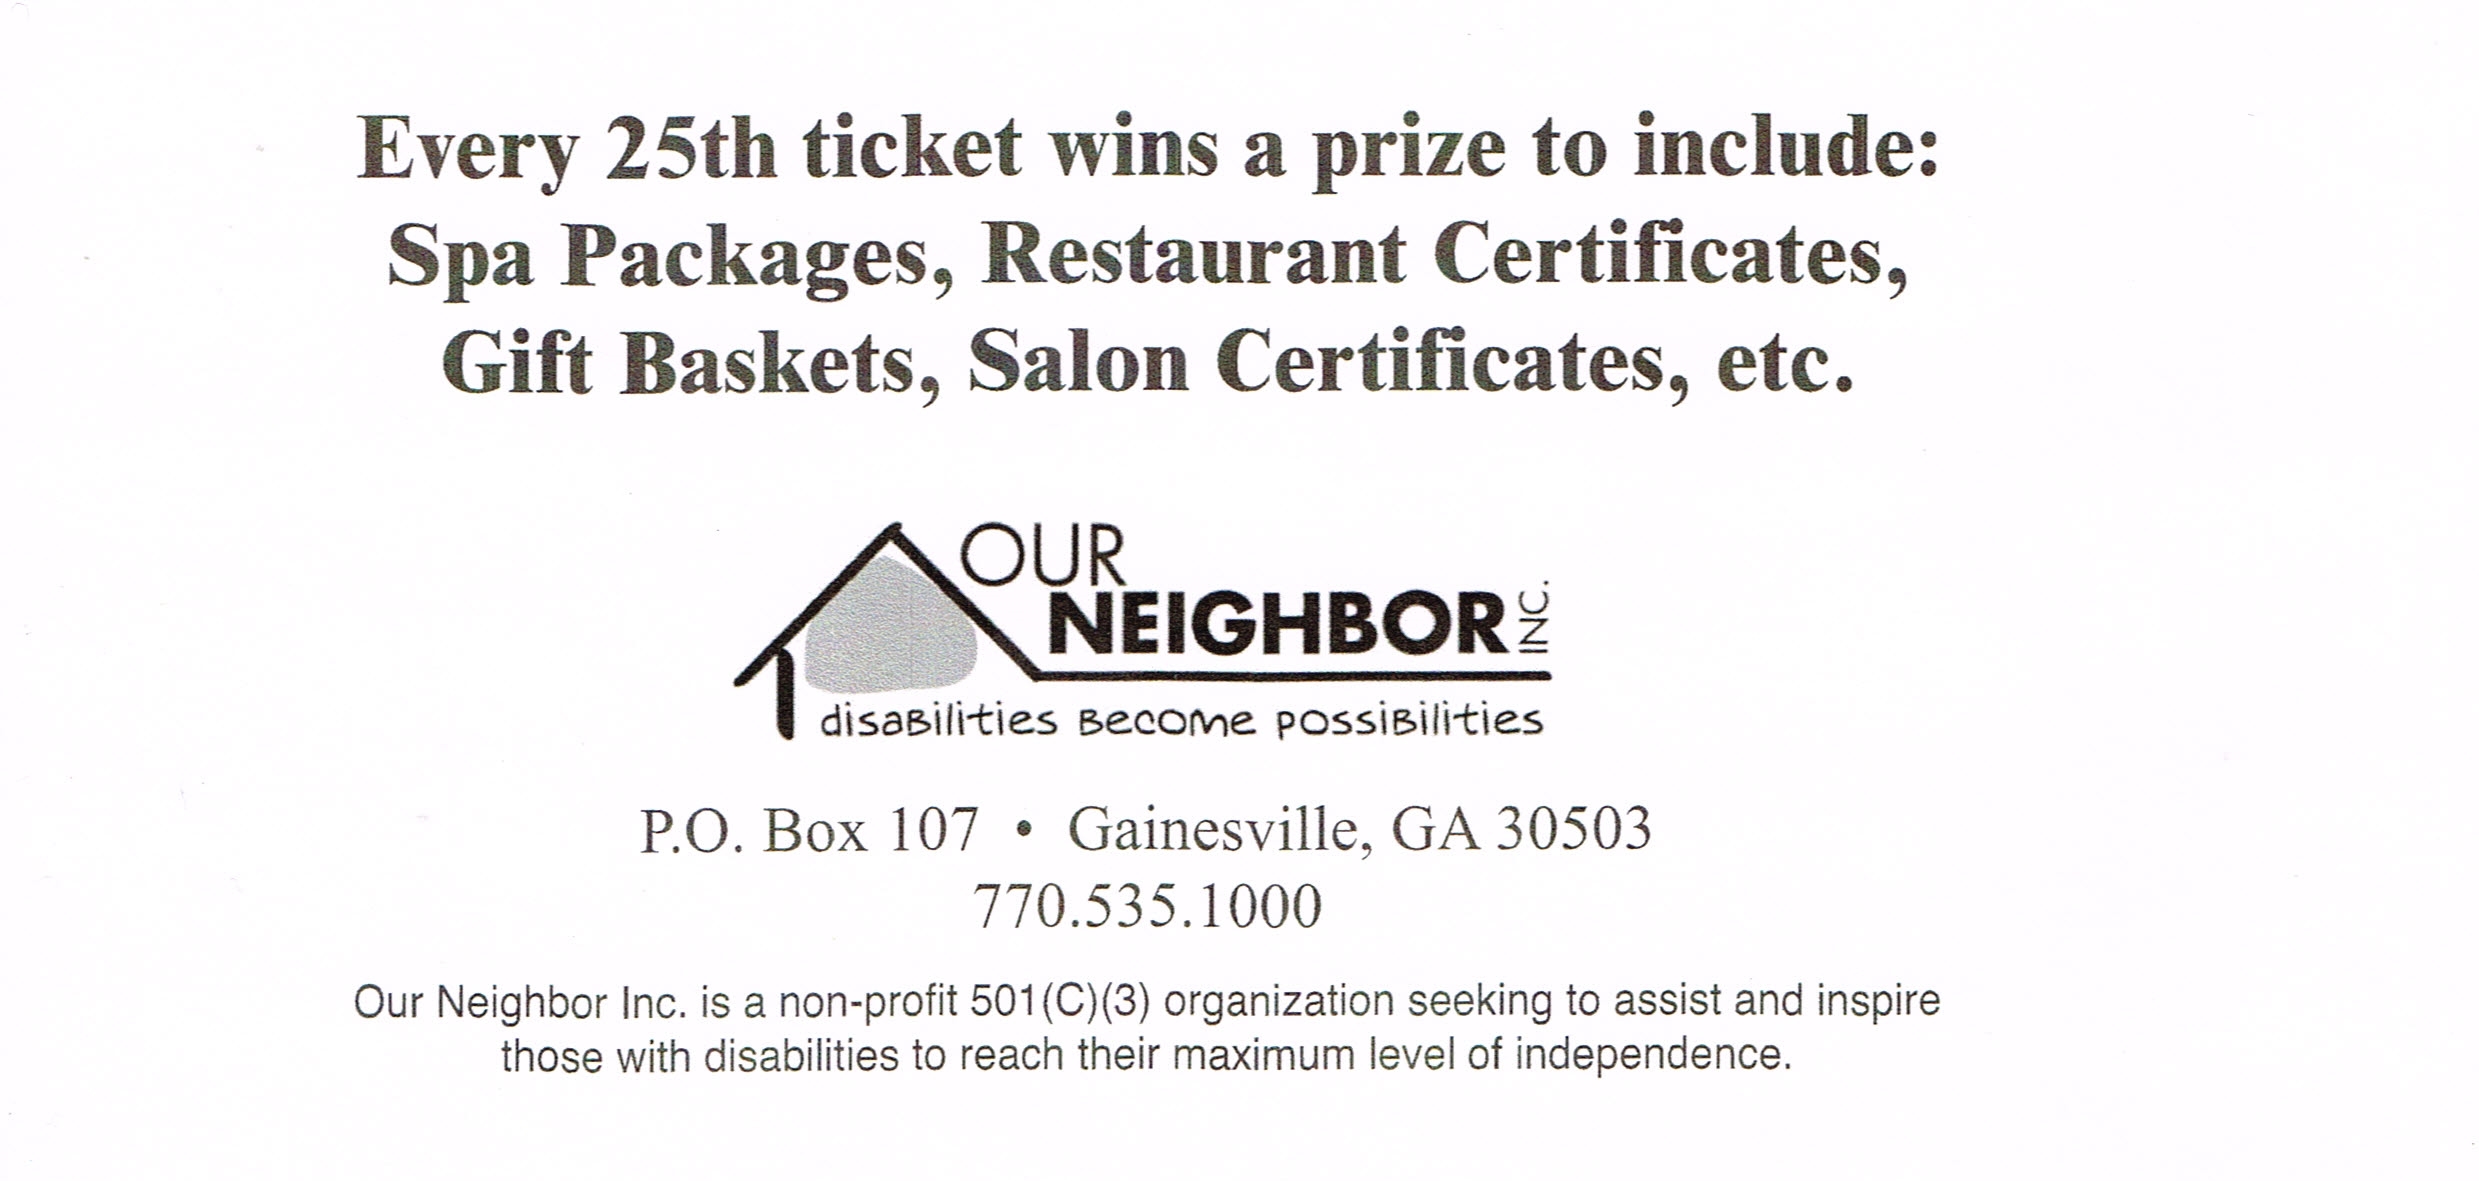 Every 25th ticket wins a prize to include:
Spa Packages, Restaurant Certificates,
Gift Baskets, Salon Certificates, etc.
OUR
NEIGHBOR INC.
disaBilities Become possiBilities
P.O. Box 107 • Gainesville, GA 30503
770.535.1000
Our Neighbor Inc. is a non-profit 501(C)(3) organization seeking to assist and inspire
those with disabilities to reach their maximum level of independence.